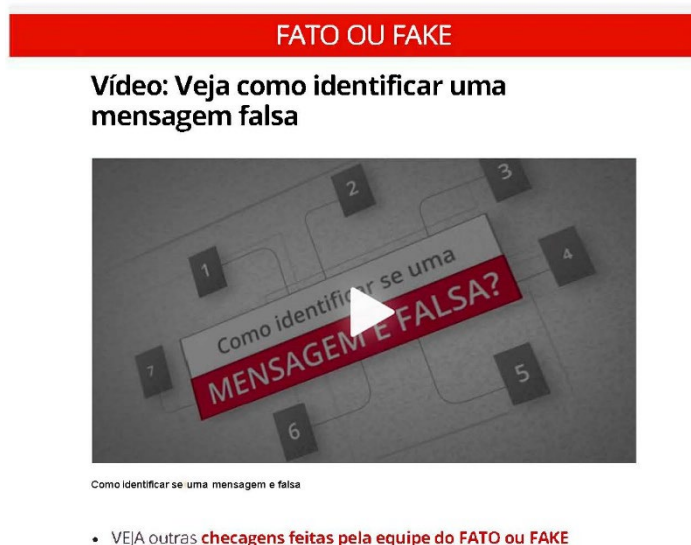 FATO OU FAKE
Vídeo: Veja como identificar uma
mensagem falsa
1
2
3
4
5
6
7
Como identificar se uma
MENSAGEM É FALSA?
Como identificar se uma mensagem e falsa
• VEJA outras checagens feitas pela equipe do FATO ou FAKE